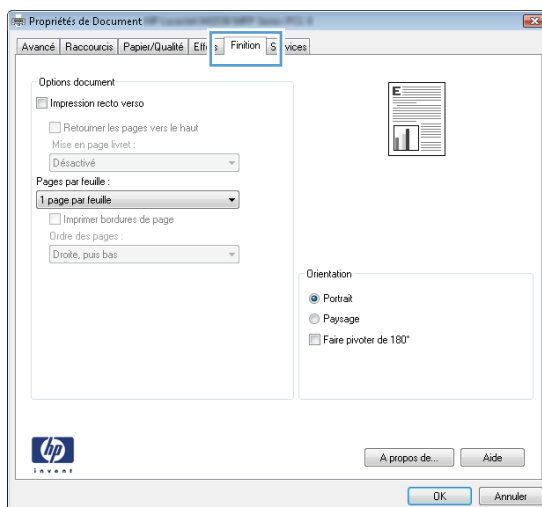 Propriétés de Document
Avancé Raccourcis Papier/Qualité Finition
Options document
Impression recto verso
Retourner les pages vers le haut
Mise en page livret :
Désactivé
Pages par feuille :
1 page par feuille
Imprimer bordures de page
Ordre des pages :
Droite, puis bas
E
Orientation
Portrait
Paysage
Faire pivoter de 180°
hp
invent
A propos de... Aide
OK Annuler